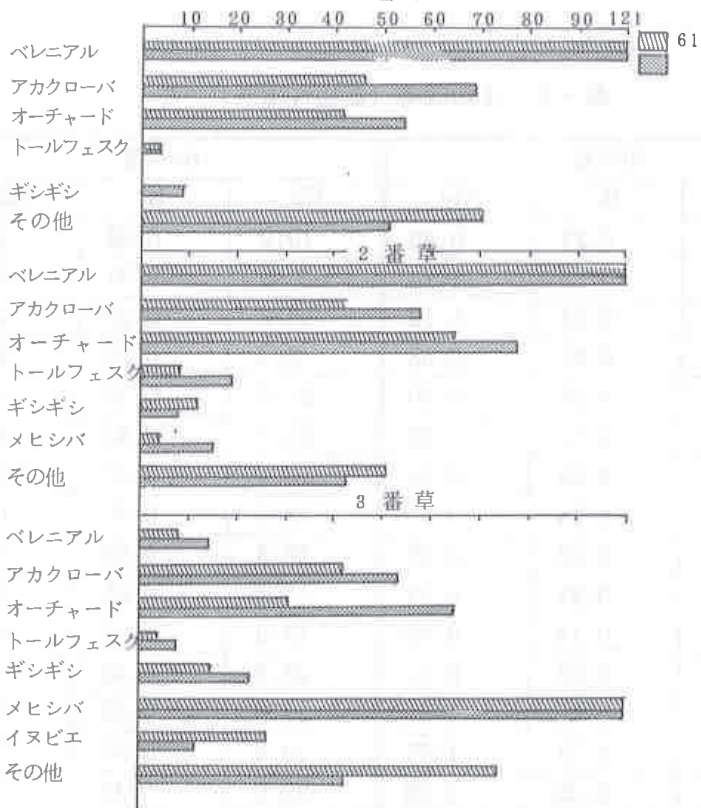 10 20 30 40 50 60 70 80 90 121
61
ベレニアル
アカクローバ
オーチャード
トールフェスク
ギシギシ
その他
2 番 草
ベレニアル
アカクローバ
オーチャード
トールフェスク
ギシギシ
メヒシバ
その他
3 番 草
ベレニアル
アカクローバ
オーチャード
トールフェスク
ギシギシ
メヒシバ
イヌビエ
その他